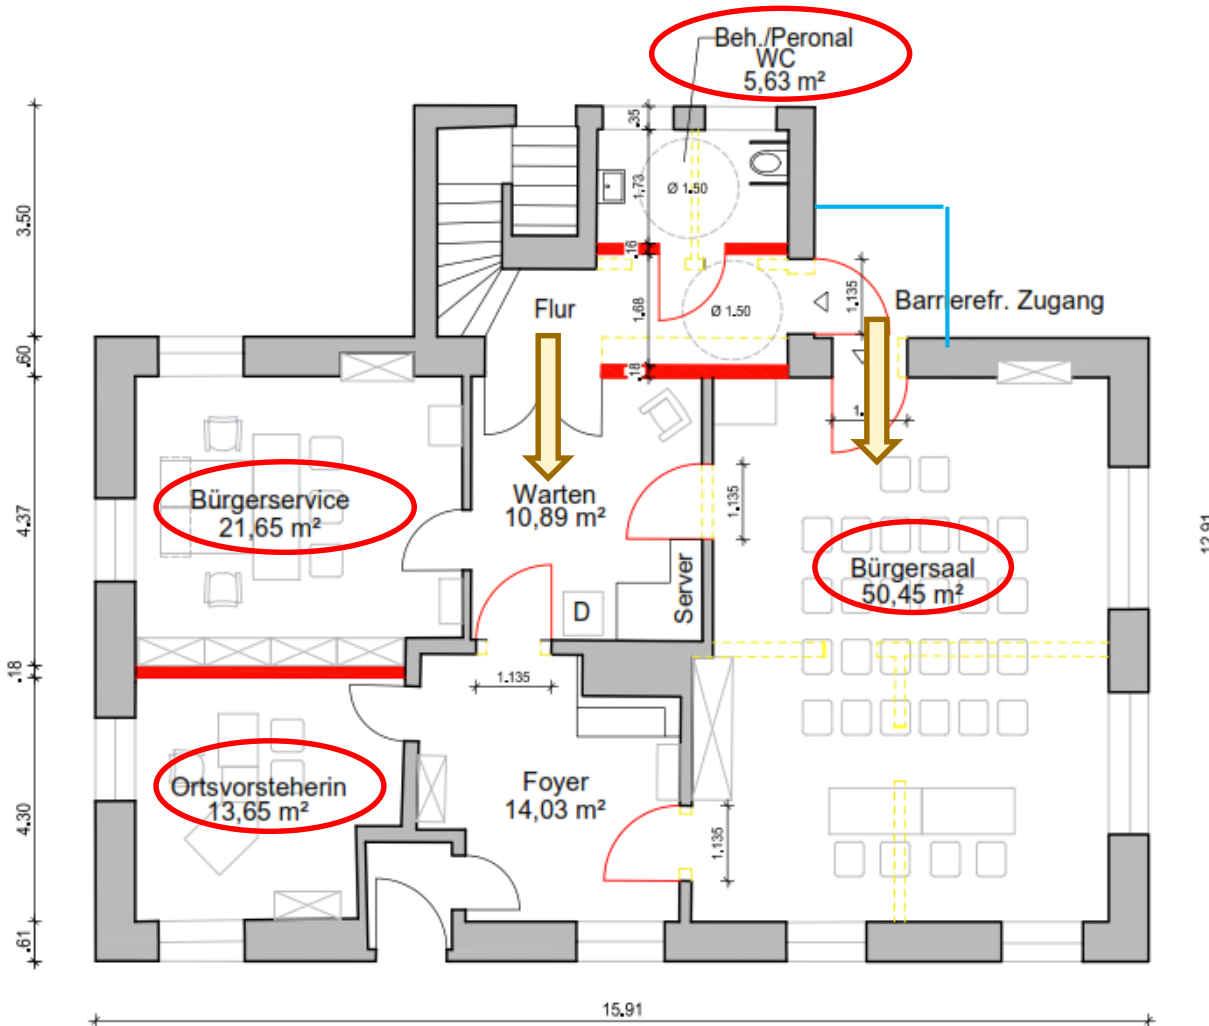 Beh./Peronal
WC
5,63 m²
.35
3.50
1.73
Ø 1.50
.16
Flur
1.68
Ø 1.50
1.135
Barrierefr. Zugang
.60
.18
1.
Bürgerservice
21,65 m²
Warten
10,89 m²
1.135
4.37
12.91
Bürgersaal
50,45 m²
D
Server
.18
1.135
Ortsvorsteherin
13,65 m²
Foyer
14,03 m²
4.30
1.135
.61
15.91